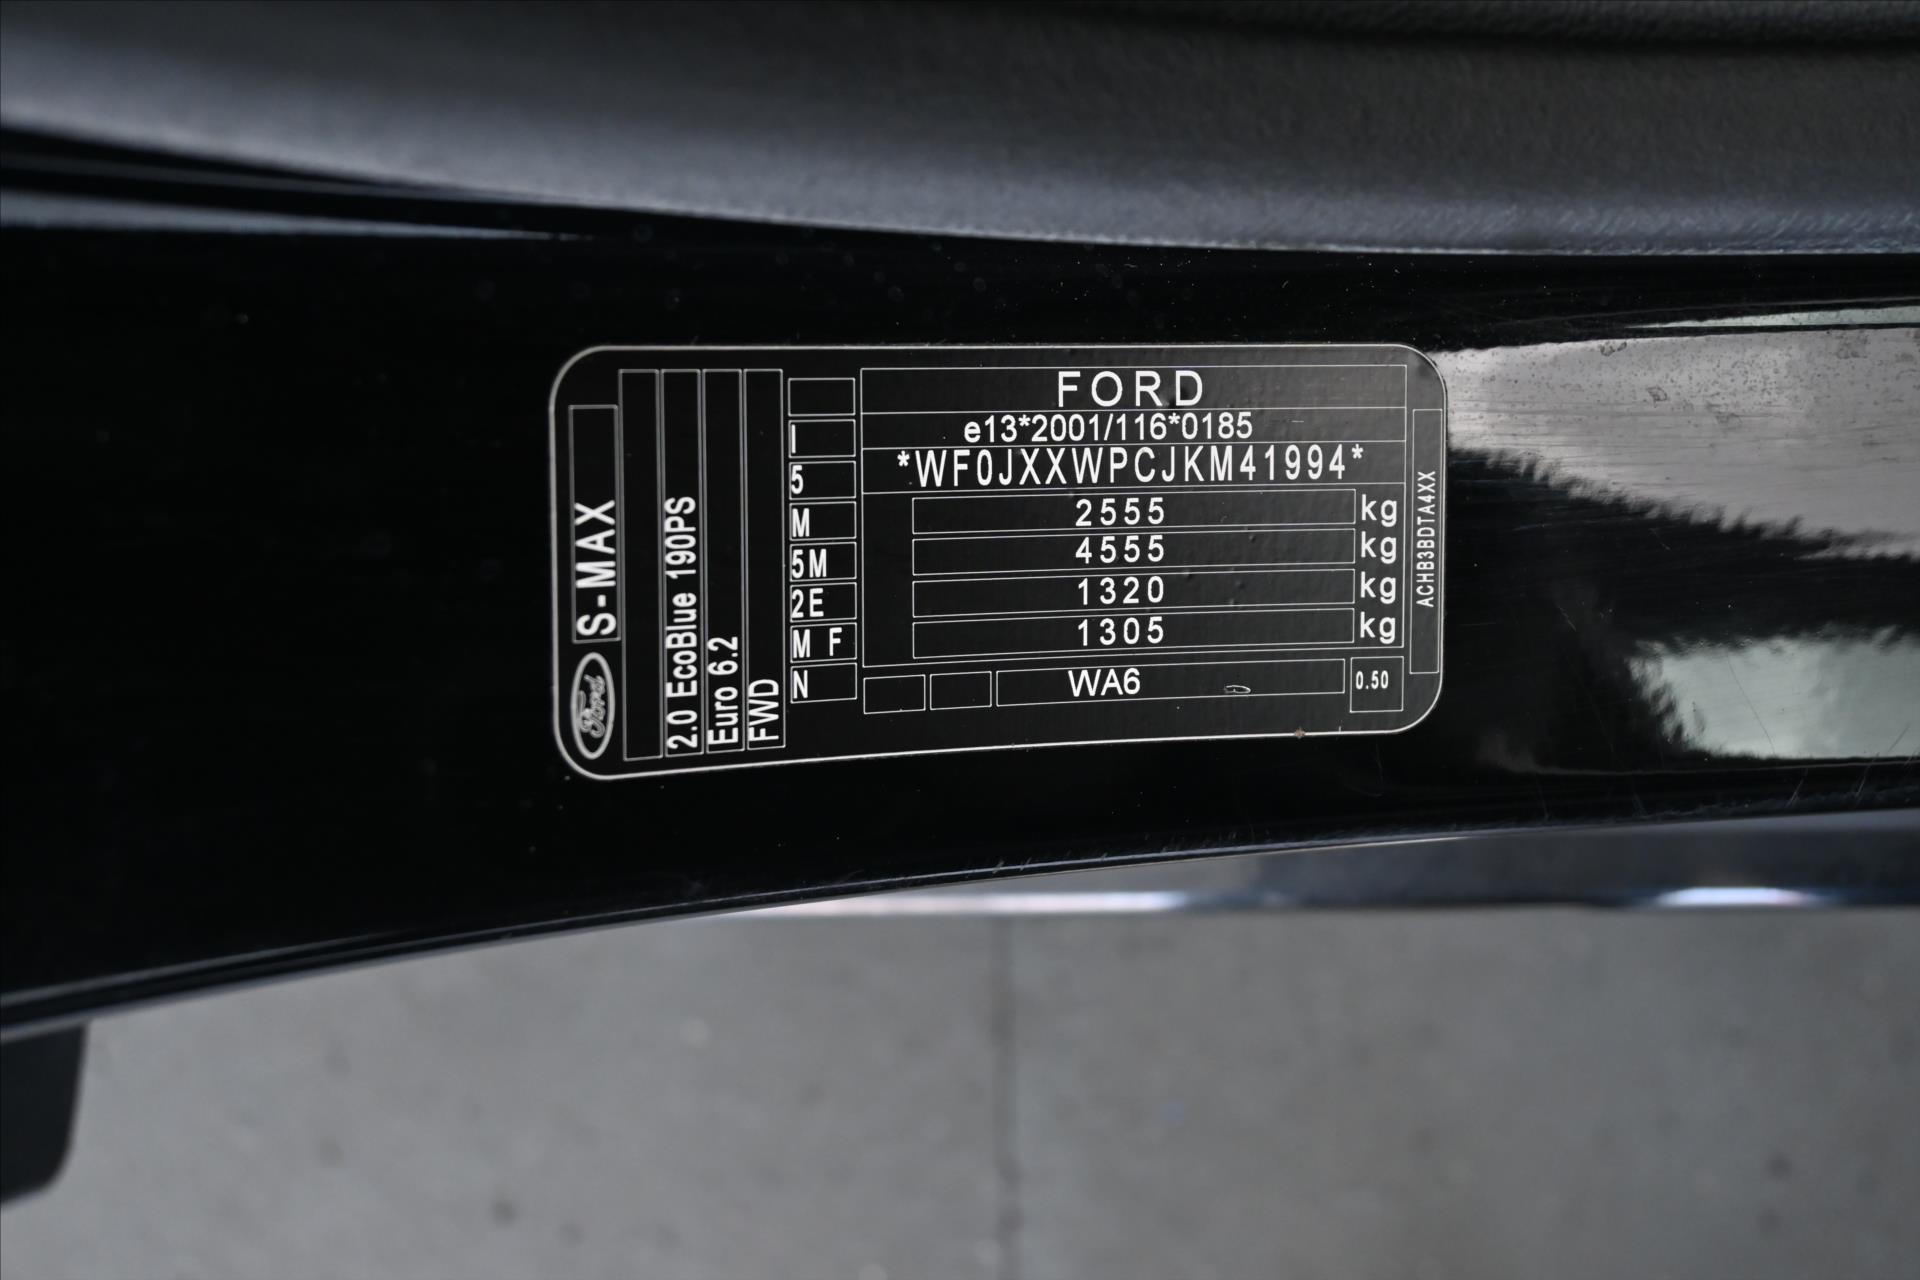 Ford S-MAX
2.0 EcoBlue 190PS
Euro 6.2
FWD
I
5
M
5M
2E
M F
N
FORD
e13*2001/116*0185
*WF0JXXWPCJKM41994*
2555 kg
4555 kg
1320 kg
1305 kg
WA6
0.50
ACHB3BDTA4XX